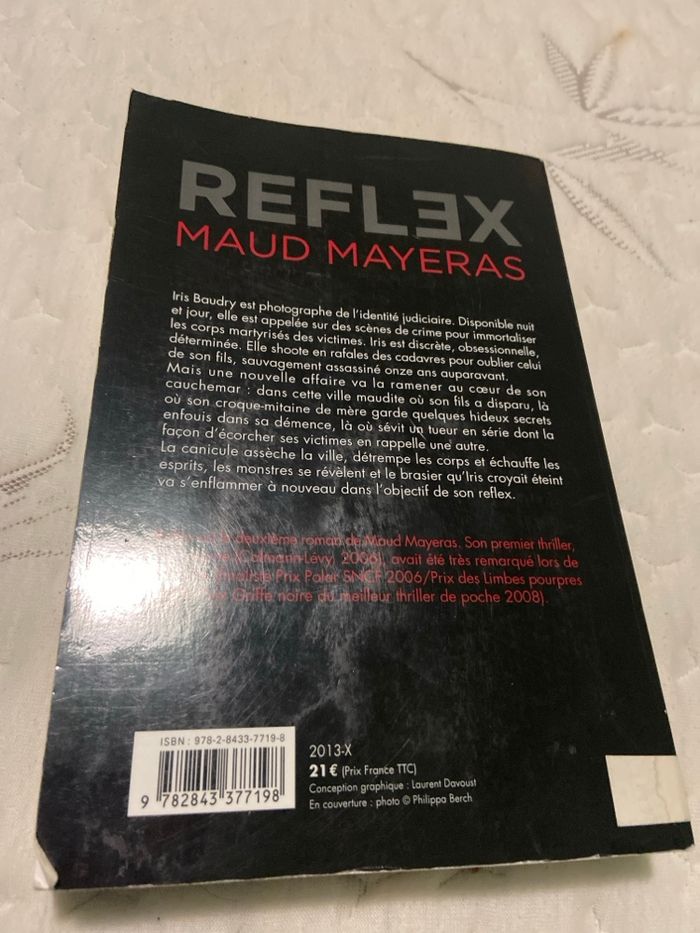 REFLEX
MAUD MAYERAS
Iris Baudry est photographe de l'identité judiciaire. Disponible nuit
et jour, elle est appelée sur des scènes de crime pour immortaliser
les corps martyrisés des victimes. Iris est discrète, obsessionnelle,
déterminée. Elle shoote en rafales des cadavres pour oublier celui
de son fils, sauvagement assassiné onze ans auparavant.
Mais une nouvelle affaire va la ramener au cœur de son
cauchemar : dans cette ville maudite où son fils a disparu, là
où son croque-mitaine de mère garde quelques hideux secrets
enfouis dans sa démence, là où sévit un tueur en série dont la
façon d'écorcher ses victimes en rappelle une autre.
La canicule assèche la ville, détrempe les corps et échauffe les
esprits, les monstres se révèlent et le brasier qu'Iris croyait éteint
va s'enflammer à nouveau dans l'objectif de son reflex.
deuxième roman de Maud Mayeras. Son premier thriller,
(Calmann-Lévy, 2006), avait été très remarqué lors de
finaliste Prix Polar SNCF 2006/Prix des Limbes pourpres
Griffe noire du meilleur thriller de poche 2008).
ISBN : 978-2-8433-7719-8
9 782843 377198
2013-X
21 € (Prix France TTC)
Conception graphique : Laurent Davoust
En couverture : photo © Philippa Berch